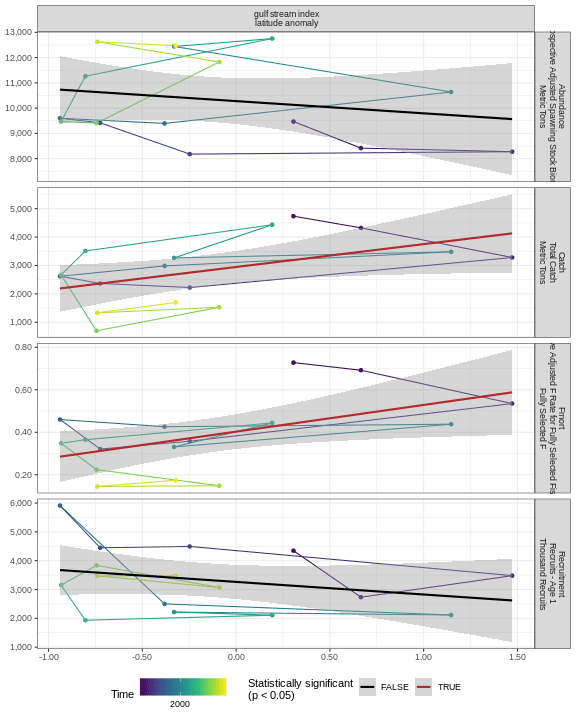 gulf stream index
latitude anomaly
13,000
12,000
11,000
10,000
9,000
8,000
Abundance
Adjusted Spawning Stock
Metric Tons
5,000
4,000
3,000
2,000
1,000
Catch
Total Catch
Metric Tons
0.80
0.60
0.40
0.20
Fmort
Adjusted F Rate for Fully Selected
Fully Selected F
6,000
5,000
4,000
3,000
2,000
1,000
Recruitment
Recruits - Age 1
Thousand Recruits
-1.00 -0.50 0.00 0.50 1.00 1.50
Time
2000
Statistically significant
(p < 0.05)
FALSE TRUE